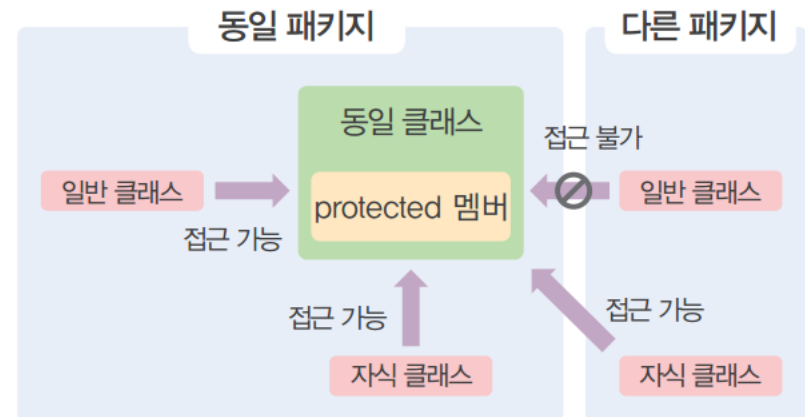 동일 패키지
다른 패키지
동일 클래스
접근 불가
일반 클래스
protected 멤버
일반 클래스
접근 가능
접근 가능
접근 가능
자식 클래스
자식 클래스